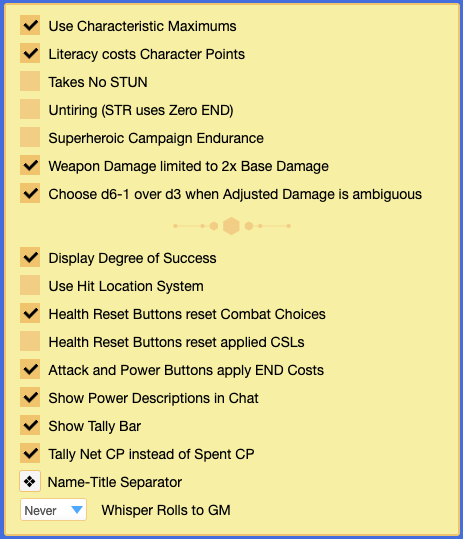 Use Characteristic Maximums
Literacy costs Character Points
Takes No STUN
Untiring (STR uses Zero END)
Superheroic Campaign Endurance
Weapon Damage limited to 2x Base Damage
Choose d6-1 over d3 when Adjusted Damage is ambiguous
Display Degree of Success
Use Hit Location System
Health Reset Buttons reset Combat Choices
Health Reset Buttons reset applied CSLs
Attack and Power Buttons apply END Costs
Show Power Descriptions in Chat
Show Tally Bar
Tally Net CP instead of Spent CP
❖ Name-Title Separator
Never Whisper Rolls to GM